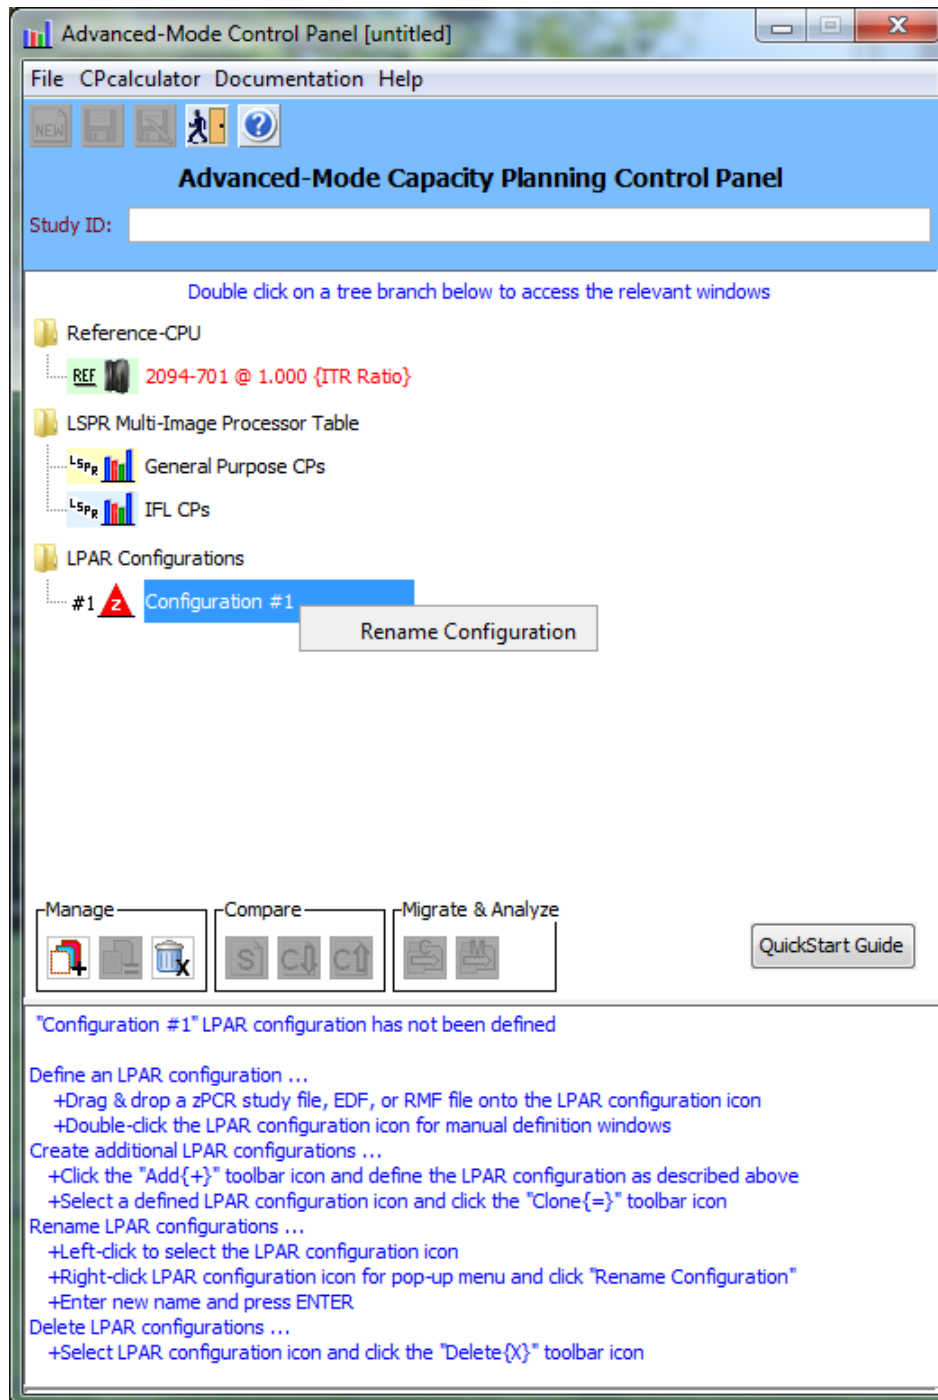 Advanced-Mode Control Panel [untitled]
File CPcalculator Documentation Help
NEW
Advanced-Mode Capacity Planning Control Panel
Study ID:
Double click on a tree branch below to access the relevant windows
Reference-CPU
REF 2094-701 @ 1.000 {ITR Ratio}
LSPR Multi-Image Processor Table
LSPR General Purpose CPs
LSPR IFL CPs
LPAR Configurations
#1 z Configuration #1
Rename Configuration
Manage Compare Migrate & Analyze
S C C C M
QuickStart Guide
"Configuration #1" LPAR configuration has not been defined
Define an LPAR configuration ...
+Drag & drop a zPCR study file, EDF, or RMF file onto the LPAR configuration icon
+Double-click the LPAR configuration icon for manual definition windows
Create additional LPAR configurations ...
+Click the "Add{+}" toolbar icon and define the LPAR configuration as described above
+Select a defined LPAR configuration icon and click the "Clone{=}" toolbar icon
Rename LPAR configurations ...
+Left-click to select the LPAR configuration icon
+Right-click LPAR configuration icon for pop-up menu and click "Rename Configuration"
+Enter new name and press ENTER
Delete LPAR configurations ...
+Select LPAR configuration icon and click the "Delete{X}" toolbar icon